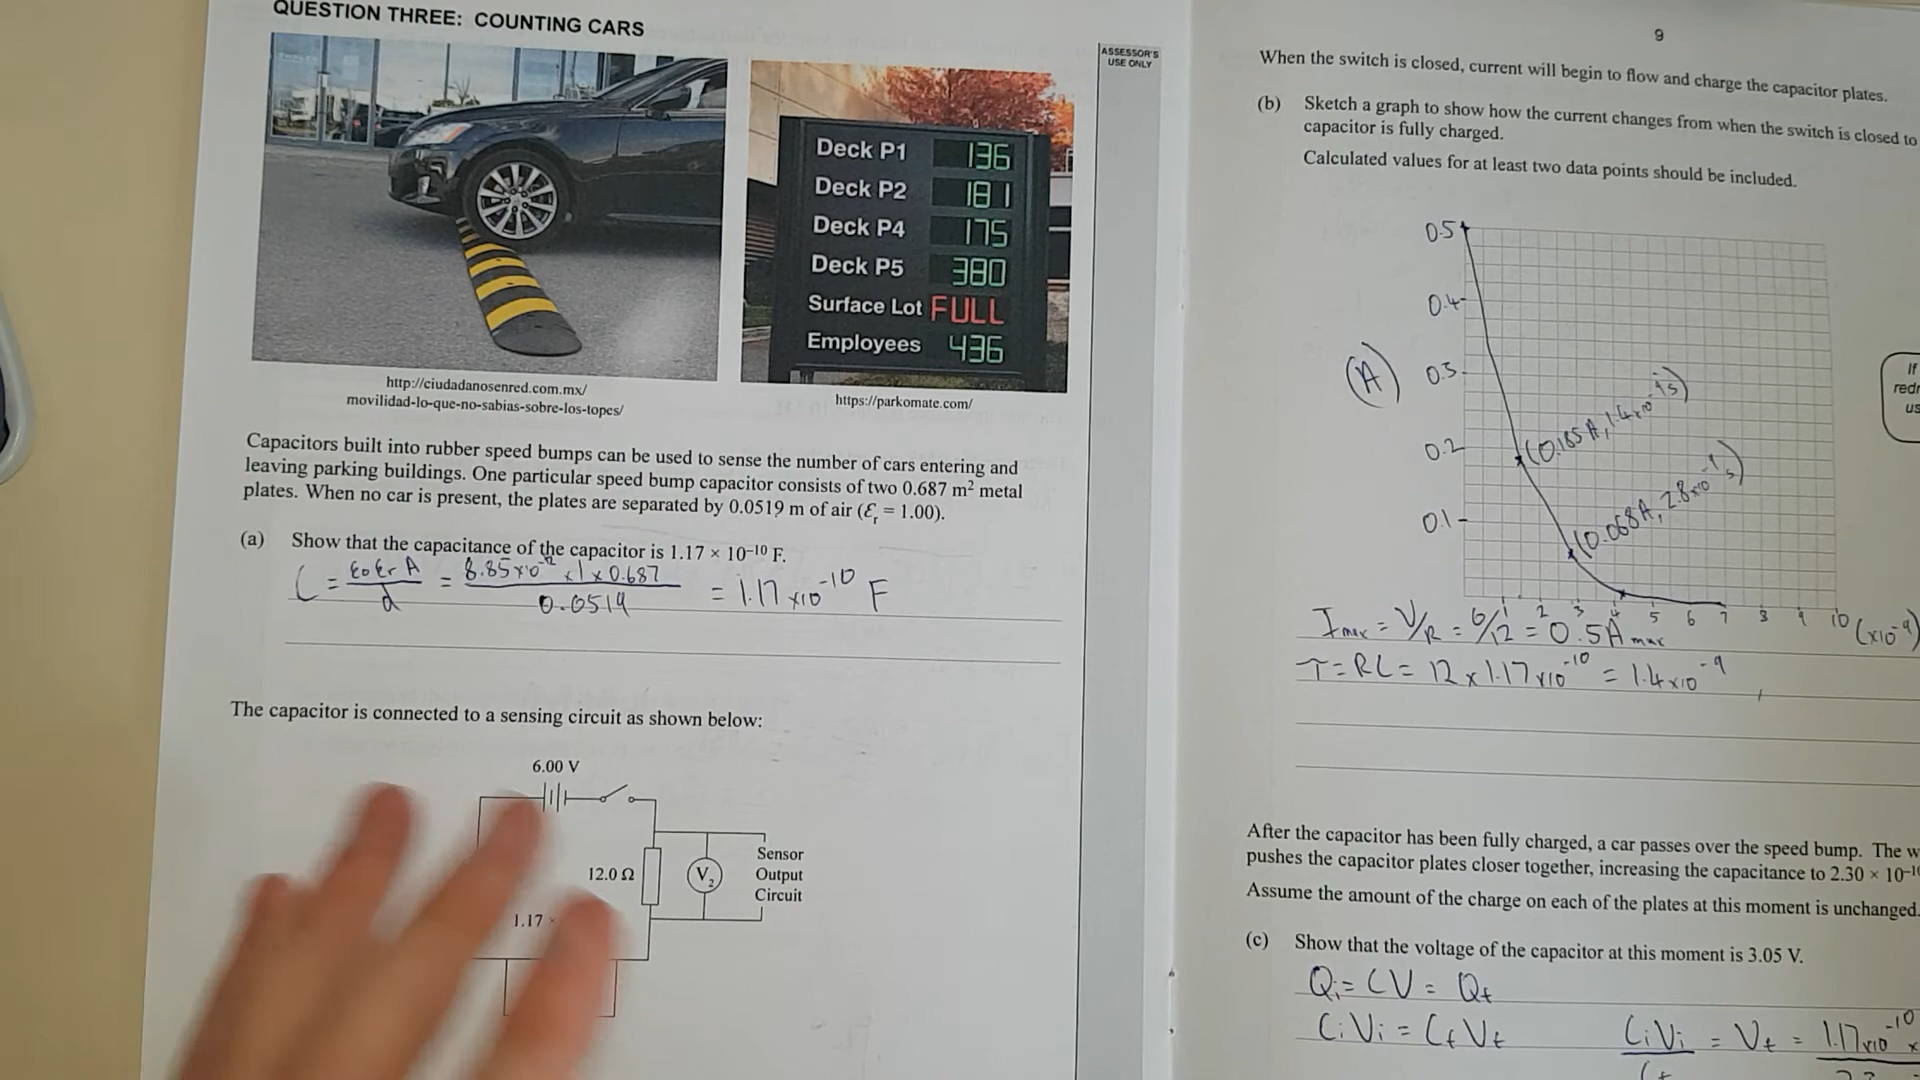 QUESTION THREE: COUNTING CARS
Deck P1 136
Deck P2 181
Deck P4 175
Deck P5 380
Surface Lot FULL
Employees 436
http://ciudadanosenred.com.mx/
movilidad-lo-que-no-sabias-sobre-los-topes/
https://parkomate.com/
ASSESSOR'S
USE ONLY
Capacitors built into rubber speed bumps can be used to sense the number of cars entering and
leaving parking buildings. One particular speed bump capacitor consists of two 0.687 m² metal
plates. When no car is present, the plates are separated by 0.0519 m of air (Ɛr = 1.00).
(a) Show that the capacitance of the capacitor is 1.17 × 10⁻¹⁰ F.
C = εoεrA/d = 8.85×10⁻¹² × 1 × 0.687/0.0519 = 1.17 ×10⁻¹⁰ F
The capacitor is connected to a sensing circuit as shown below:
6.00 V
12.0 Ω
V₂
Sensor
Output
Circuit
1.17 ×
9
When the switch is closed, current will begin to flow and charge the capacitor plates.
(b) Sketch a graph to show how the current changes from when the switch is closed to
capacitor is fully charged.
Calculated values for at least two data points should be included.
0.5
0.4
(A) 0.3
0.2
0.1
(0.185A, 1.4×10⁻⁹s)
(0.068A, 2.8×10⁻⁹s)
1 2 3 4 5 6 7 8 9 10 (×10⁻⁹)
If
redr
us
Imax = V/R = 6/12 = 0.5A max
τ = RC = 12 × 1.17×10⁻¹⁰ = 1.4×10⁻⁹
After the capacitor has been fully charged, a car passes over the speed bump. The w
pushes the capacitor plates closer together, increasing the capacitance to 2.30 × 10⁻¹⁰
Assume the amount of the charge on each of the plates at this moment is unchanged.
(c) Show that the voltage of the capacitor at this moment is 3.05 V.
Qi = CV = Qf
CiVi = CfVf CiVi/Cf = Vf = 1.17×10⁻¹⁰ ×